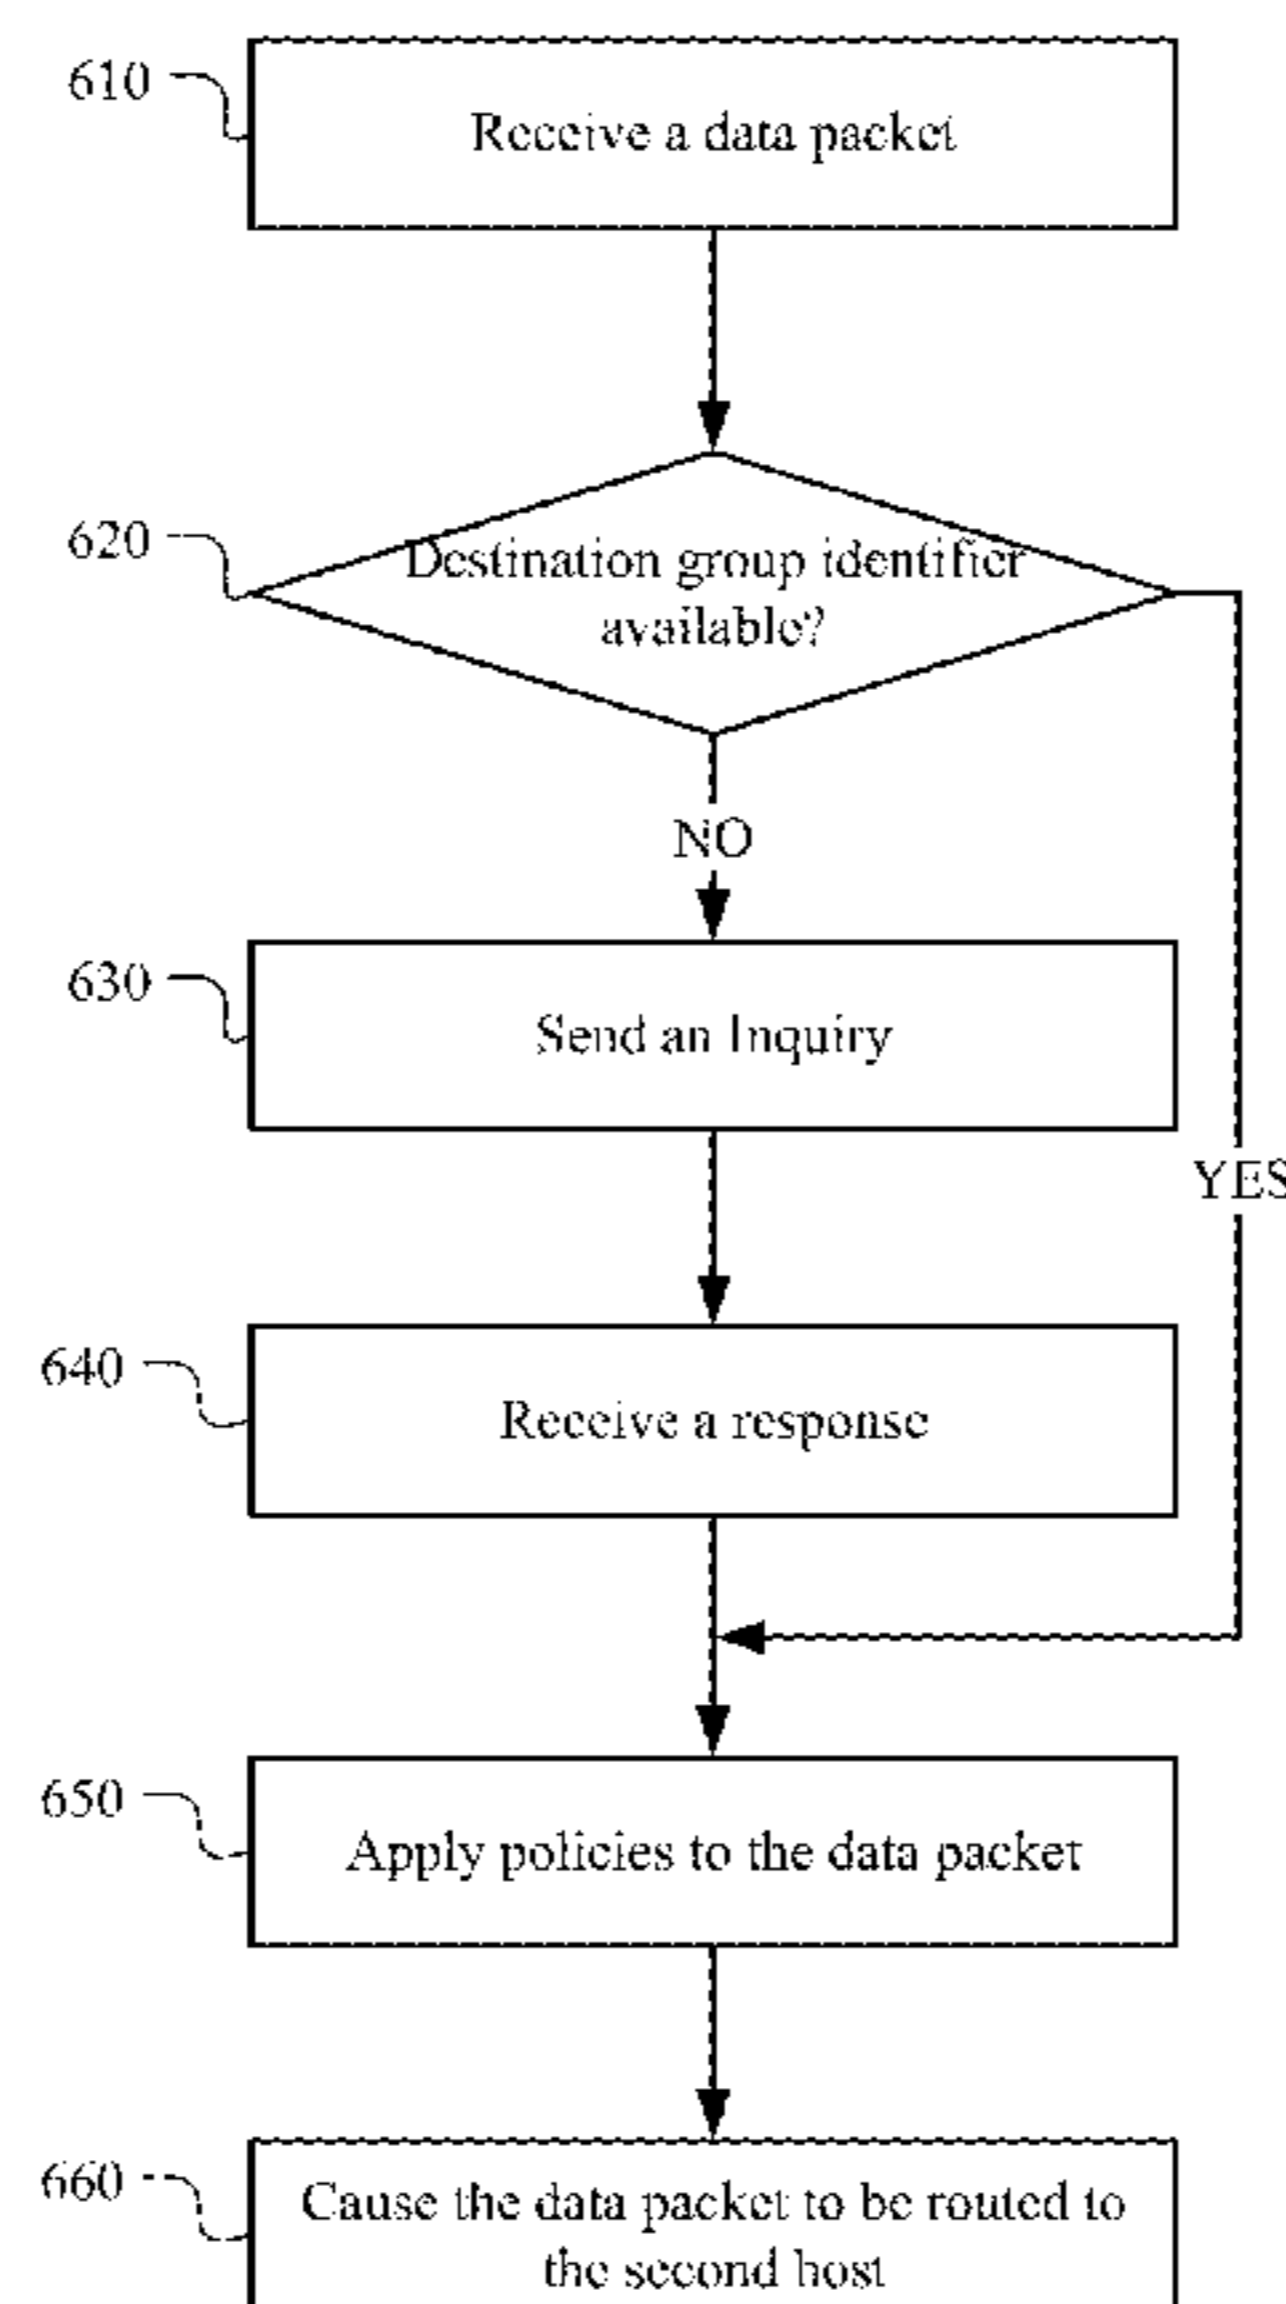 610
Receive a data packet
620
Destination group identifier
available?
NO
630
Send an Inquiry
YES
640
Receive a response
650
Apply policies to the data packet
660
Cause the data packet to be routed to
the second host